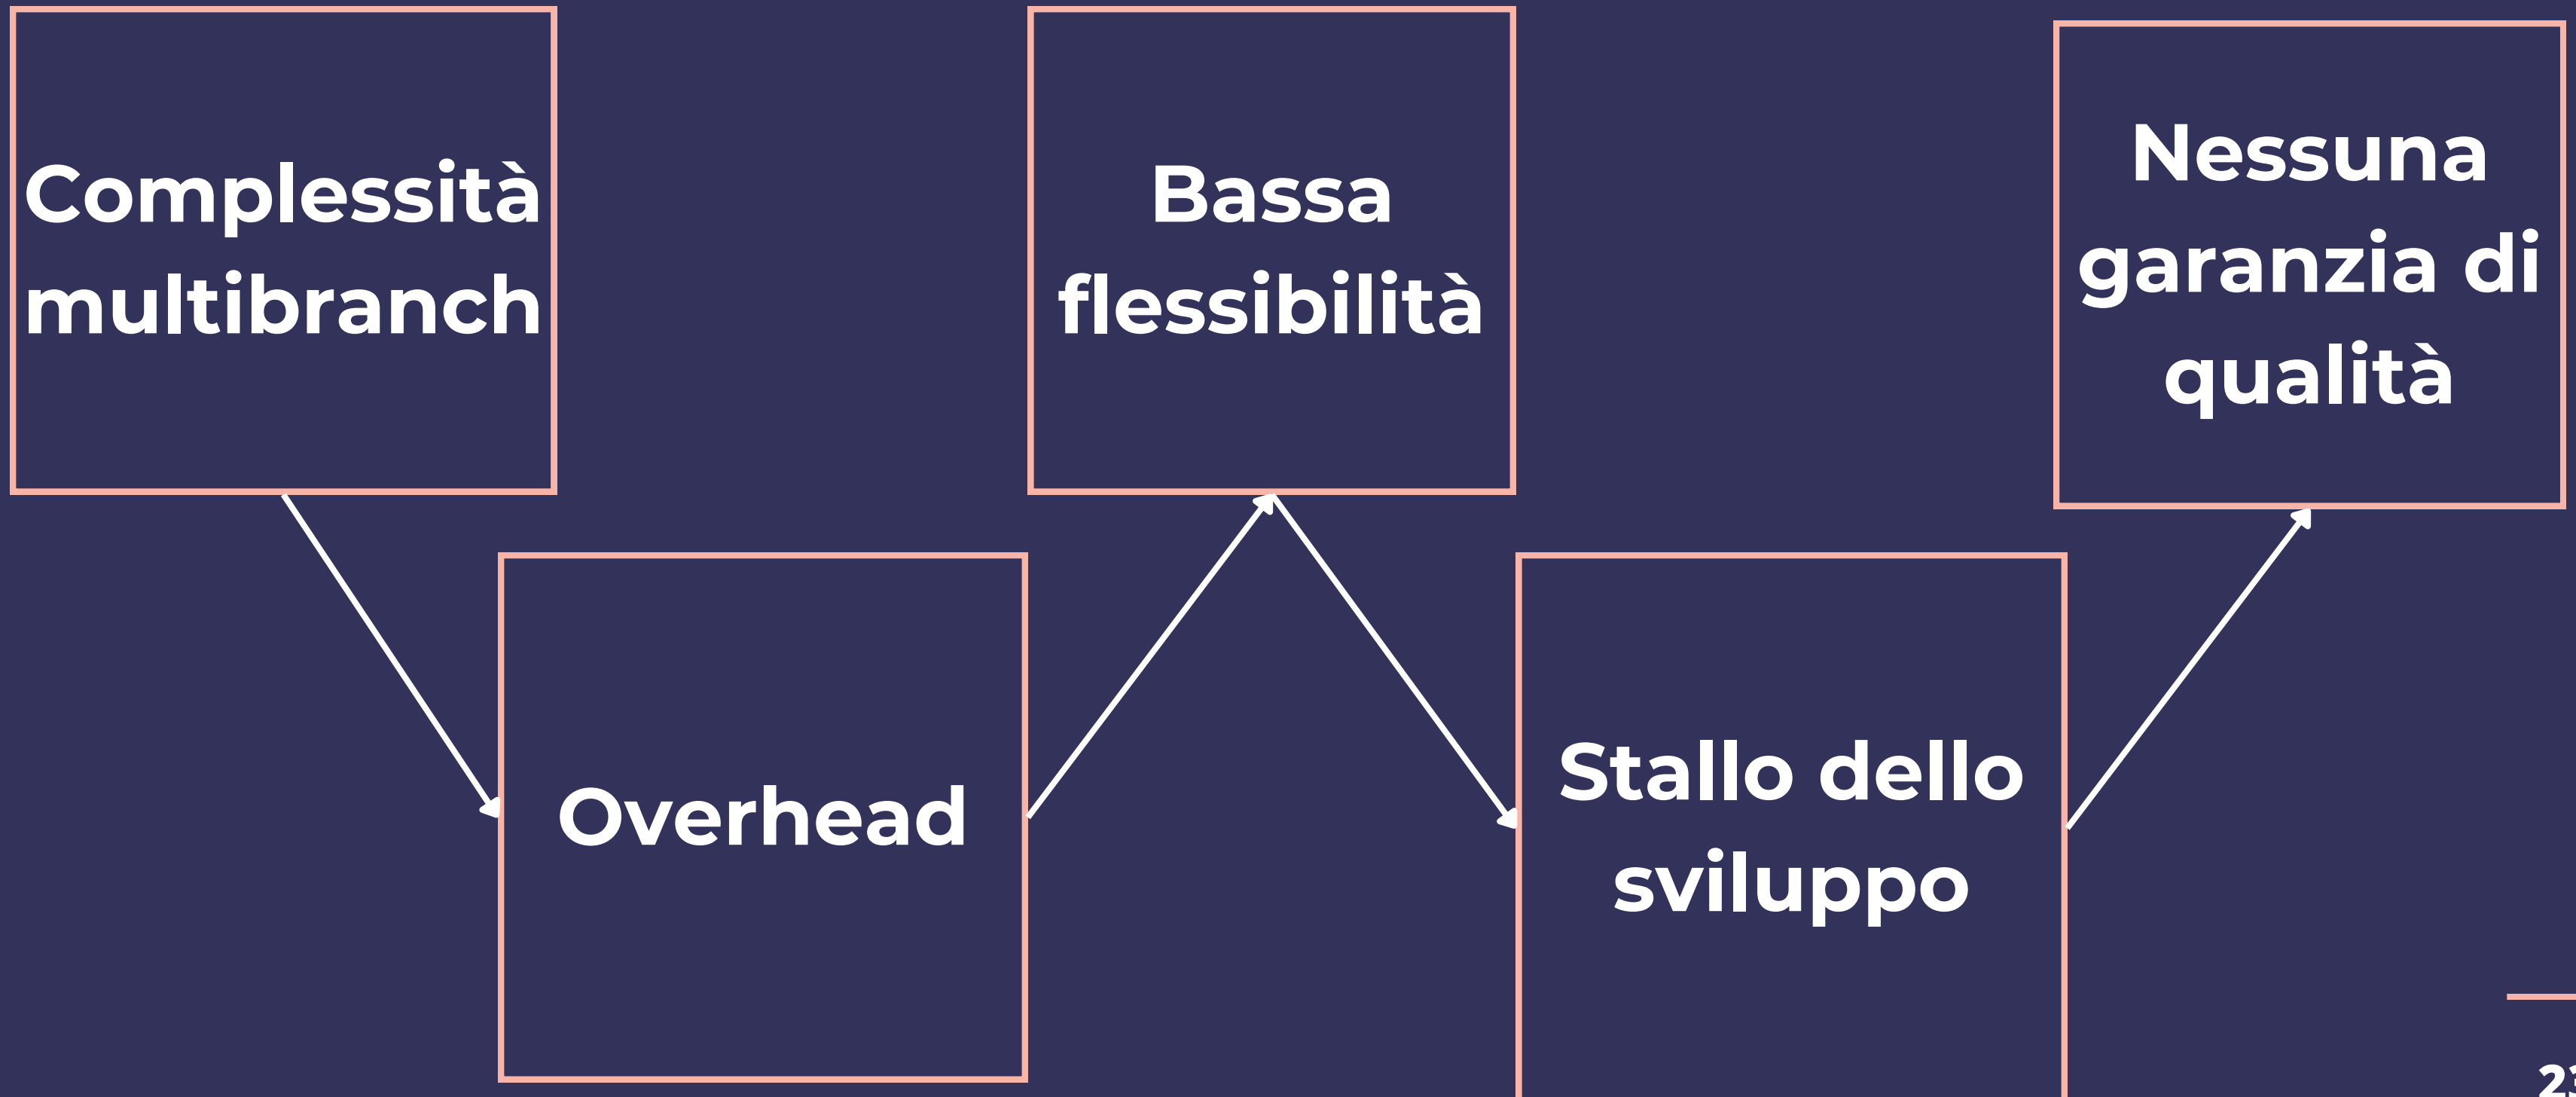 Complessità
multibranch
Overhead
Bassa
flessibilità
Stallo dello
sviluppo
Nessuna
garanzia di
qualità